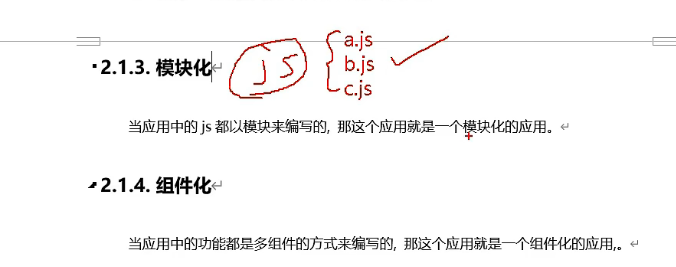 2.1.3. 模块化
js
a.js
b.js
c.js
当应用中的 js 都以模块来编写的, 那这个应用就是一个模块化的应用。
2.1.4. 组件化
当应用中的功能都是多组件的方式来编写的, 那这个应用就是一个组件化的应用,。